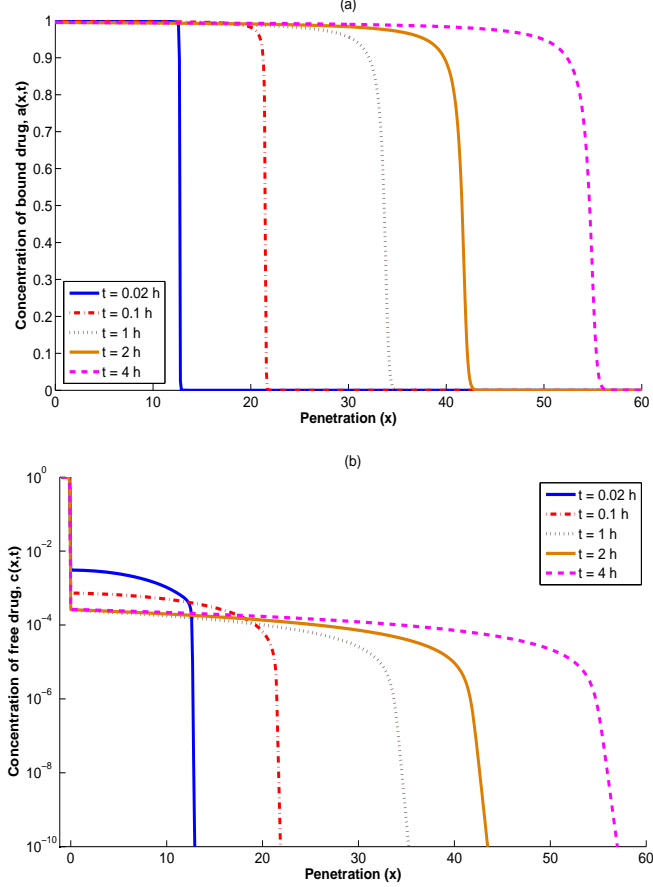 (a)
Concentration of bound drug, a(x,t)
1
0.9
0.8
0.7
0.6
0.5
0.4
0.3
0.2
0.1
0
t = 0.02 h
t = 0.1 h
t = 1 h
t = 2 h
t = 4 h
0 10 20 30 40 50 60
Penetration (x)
(b)
Concentration of free drug, c(x,t)
10^0
10^-2
10^-4
10^-6
10^-8
10^-10
t = 0.02 h
t = 0.1 h
t = 1 h
t = 2 h
t = 4 h
0 10 20 30 40 50 60
Penetration (x)